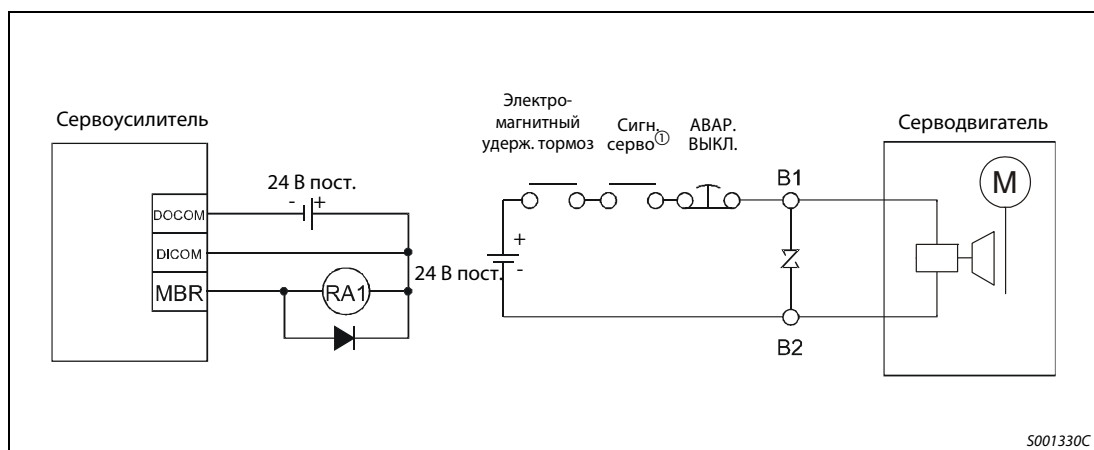 Сервоусилитель
24 В пост.
- +
DOCOM
DICOM
MBR
RA1
Электро-
магнитный
удерж. тормоз
Сигн.
серво①
АВАР.
ВЫКЛ.
24 В пост.
+
-
B1
B2
Серводвигатель
M
S001330C